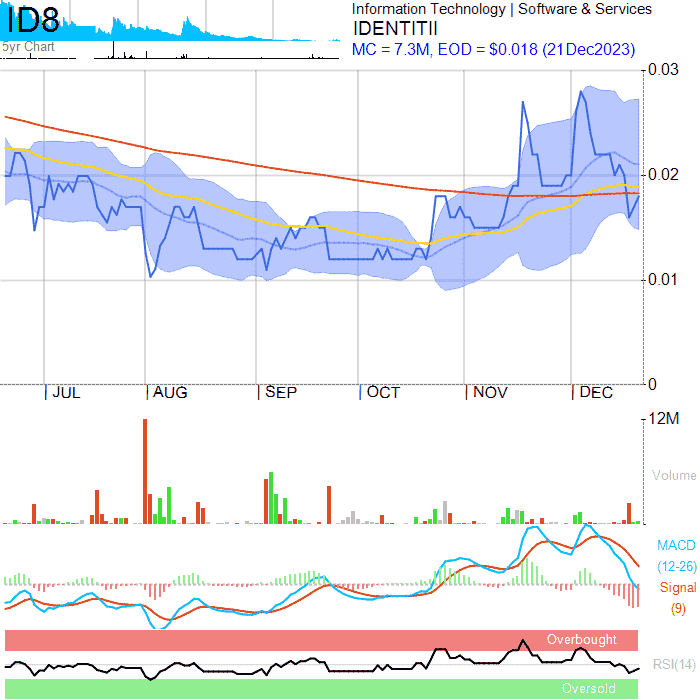 ID8
5yr Chart
Information Technology | Software & Services
IDENTITII
MC = 7.3M, EOD = $0.018 (21Dec2023)
0.03
0.02
0.01
0
JUL AUG SEP OCT NOV DEC
12M
Volume
MACD
(12-26)
Signal
(9)
Overbought
RSI(14)
Oversold